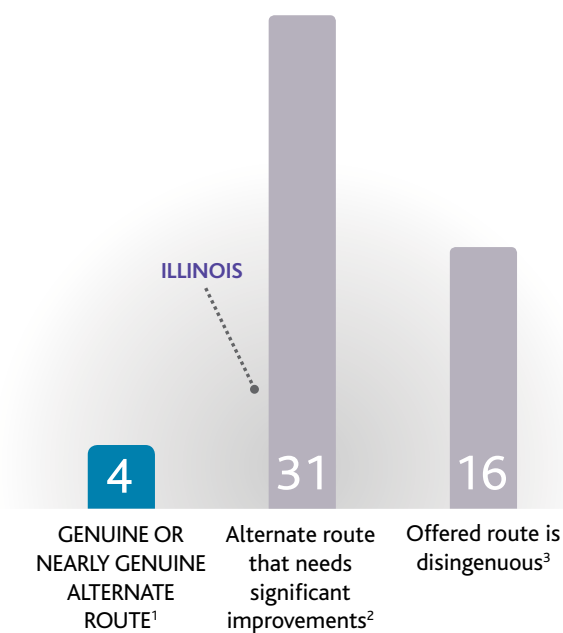 ILLINOIS
4
31
16
GENUINE OR
NEARLY GENUINE
ALTERNATE
ROUTE¹
Alternate route
that needs
significant
improvements²
Offered route is
disingenuous³